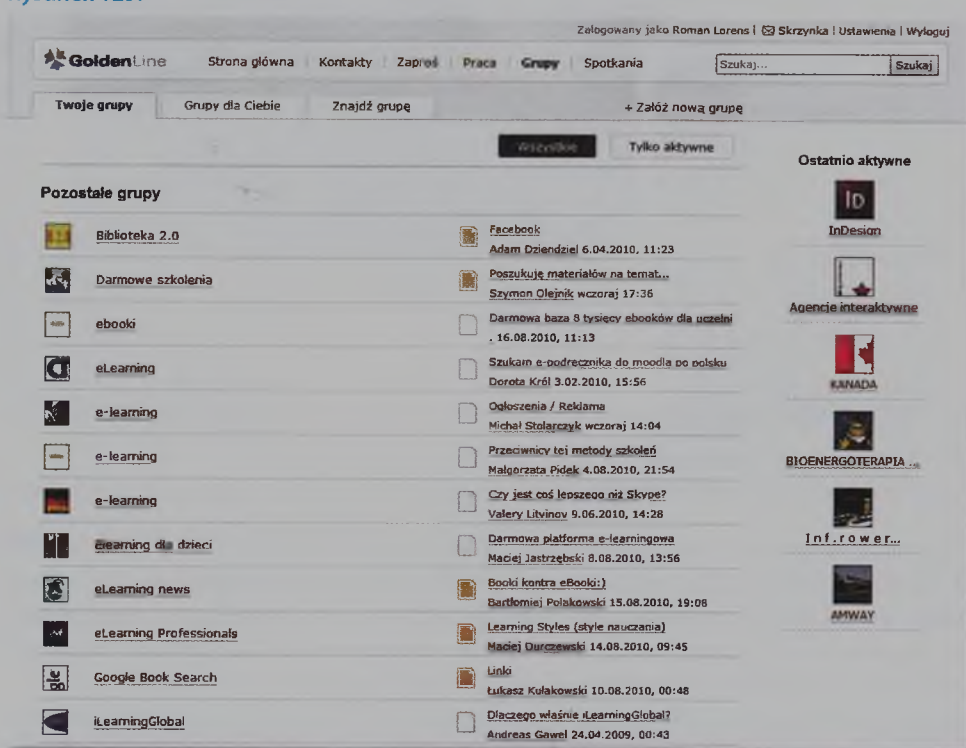 Zalogowany jako Roman Lorens | Skrzynka | Ustawienia | Wyloguj
GoldenLine Strona główna Kontakty Zaproś Praca Grupy Spotkania Szukaj... Szukaj
Twoje grupy Grupy dla Ciebie Znajdź grupę + Załóż nową grupę
Wszystkie Tylko aktywne
Pozostałe grupy
Biblioteka 2.0
Facebook
Adam Dziendziel 6.04.2010, 11:23
Darmowe szkolenia
Poszukuję materiałów na temat...
Szymon Olejnik wczoraj 17:36
ebooki
Darmowa baza 8 tysięcy ebooków dla uczelni
. 16.08.2010, 11:13
eLearning
Szukam e-podręcznika do moodla po polsku
Dorota Król 3.02.2010, 15:56
e-learning
Ogłoszenia / Reklama
Michał Stolarczyk wczoraj 14:04
e-learning
Przeciwnicy tej metody szkoleń
Małgorzata Pidek 4.08.2010, 21:54
e-learning
Czy jest coś lepszego niż Skype?
Valery Litvinov 9.06.2010, 14:28
elearning dla dzieci
Darmowa platforma e-learningowa
Maciej Jastrzębski 8.08.2010, 13:56
eLearning news
Booki kontra eBooki:)
Bartłomiej Polakowski 15.08.2010, 19:08
eLearning Professionals
Learning Styles (style nauczania)
Maciej Durczewski 14.08.2010, 09:45
Google Book Search
Linki
Łukasz Kułakowski 10.08.2010, 00:48
iLearningGlobal
Dlaczego właśnie iLearningGlobal?
Andreas Gawel 24.04.2009, 00:43
Ostatnio aktywne
ID
InDesign
Agencje interaktywne
KANADA
BIOENERGOTERAPIA ...
Inf.rower...
AMWAY